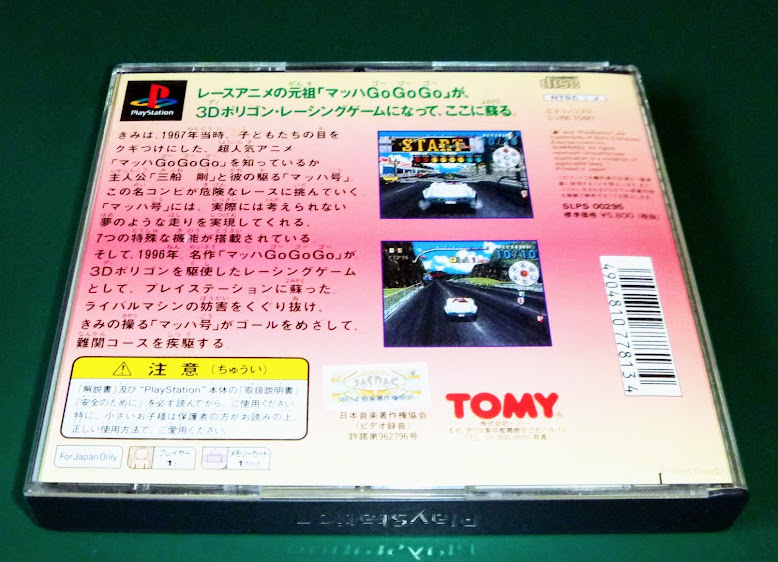 PlayStation
レースアニメの元祖「マッハGoGoGo」が、
3Dポリゴン・レーシングゲームになって、ここに蘇る。
きみは、1967年当時、子どもたちの目を
クギづけにした、超人気アニメ
「マッハGoGoGo」を知っているか
主人公「三船 剛」と彼の駆る「マッハ号」。
この名コンビが危険なレースに挑んでいく。
「マッハ号」には、実際には考えられない
夢のような走りを実現してくれる、
7つの特殊な機能が搭載されている。
そして、1996年、名作「マッハGoGoGo」が、
3Dポリゴンを駆使したレーシングゲーム
として、プレイステーションに蘇った。
ライバルマシンの妨害をくぐり抜け、
きみの操る「マッハ号」がゴールをめざして、
難関コースを疾駆する。
START
10/10
NTSC J
©1996 TOMY
SLPS 00295
標準価格 ¥5,800(税抜)
4904810778134
注意(ちゅうい)
「解説書」及び"PlayStation"本体の「取扱説明書」
「安全のために」を必ず読んでから、ご使用ください。
特に、小さいお子様は保護者の方がお読みの上、
正しい使用方法で、ご愛用ください。
For Japan Only
プレイヤー
1
メモリーカード
1
JASRAC
日本音楽著作権協会
(ビデオ録音)
許諾第962796号
TOMY
株式会社トミー
PlayStation